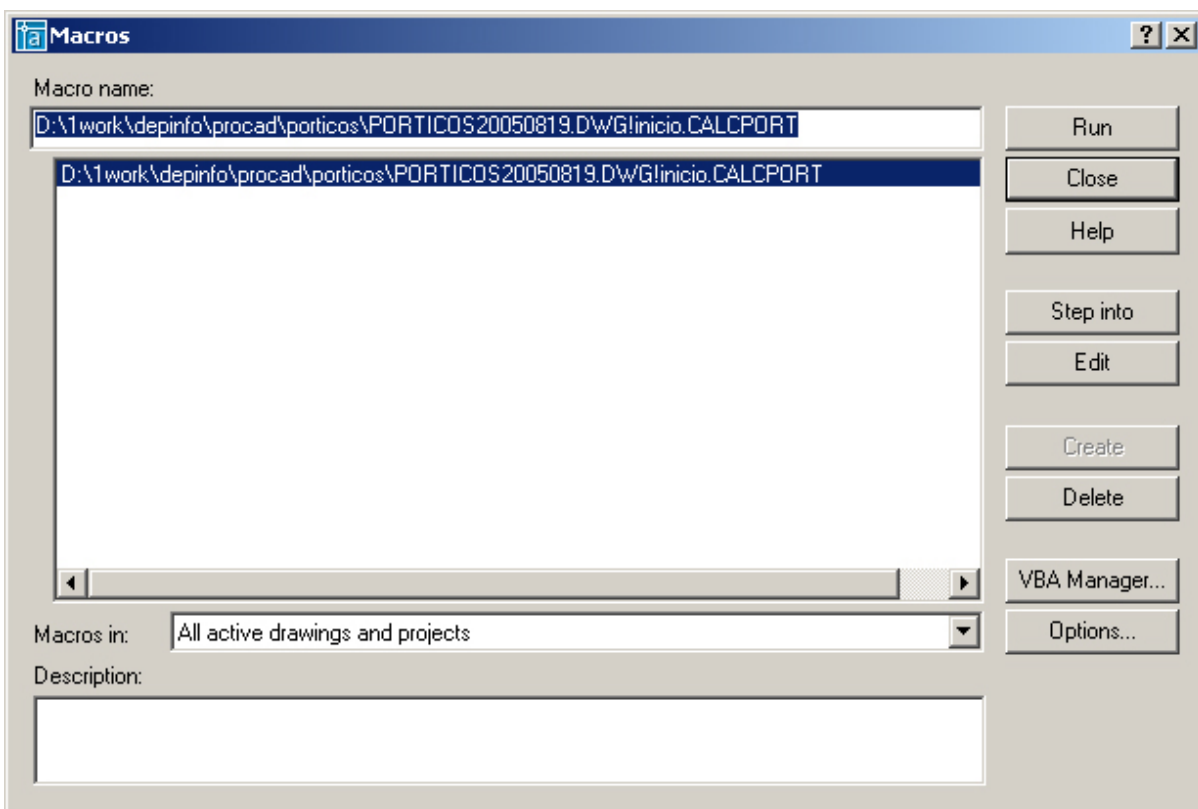 Macros
Macro name:
D:\1work\depinfo\procad\porticos\PORTICOS20050819.DWG!inicio.CALCPORT
Run
D:\1work\depinfo\procad\porticos\PORTICOS20050819.DWG!inicio.CALCPORT
Close
Help
Step into
Edit
Create
Delete
VBA Manager...
Macros in:
All active drawings and projects
Options...
Description: